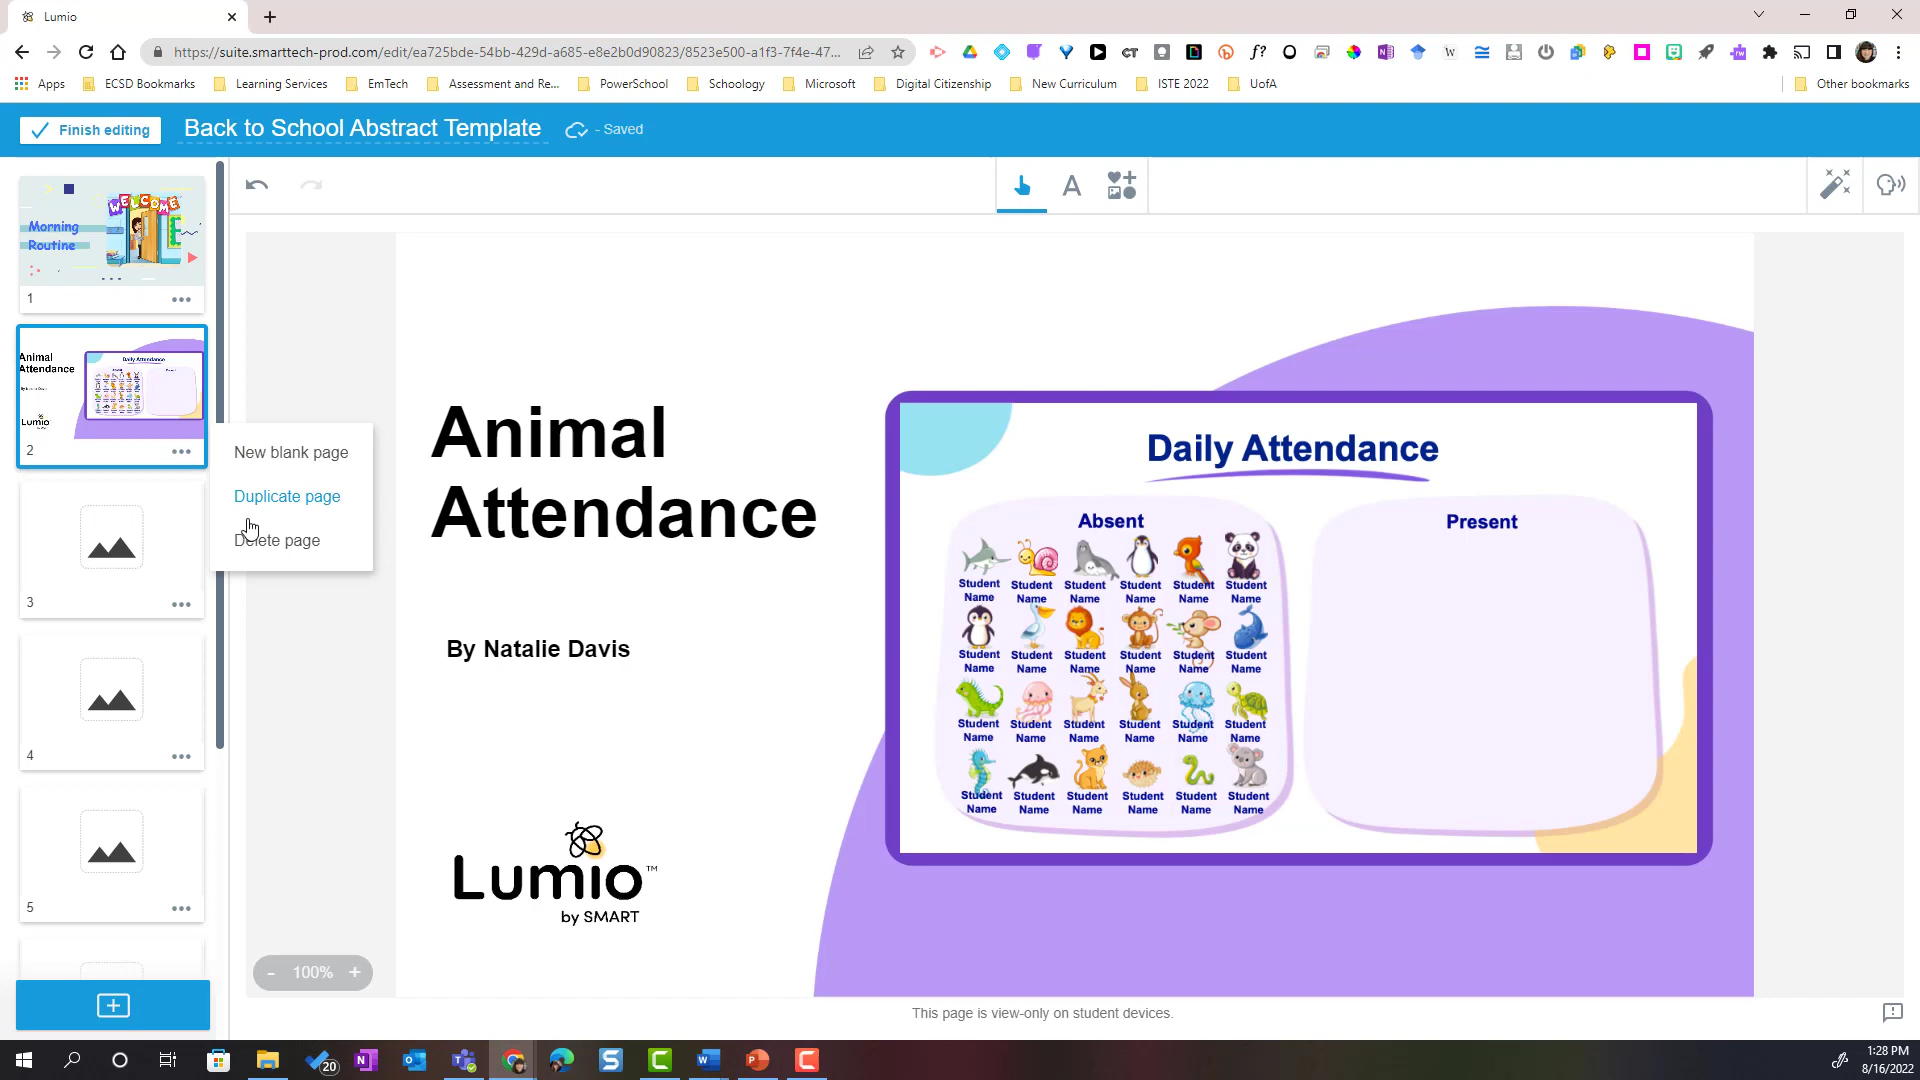 Lumio
https://suite.smarttech-prod.com/edit/ea725bde-54bb-429d-a685-e8e2b0d90823/8523e500-a1f3-7f4e-47...
Apps
ECSD Bookmarks
Learning Services
EmTech
Assessment and Re...
PowerSchool
Schoology
Microsoft
Digital Citizenship
New Curriculum
ISTE 2022
UofA
Other bookmarks
Finish editing
Back to School Abstract Template
- Saved
Morning
Routine
WELCOME
1
Animal
Attendance
Daily Attendance
Lumio
2
New blank page
Duplicate page
Delete page
3
4
5
Animal
Attendance
By Natalie Davis
Lumio™
by SMART
Daily Attendance
Absent
Present
Student Student Student Student Student Student
Name Name Name Name Name Name
Student Student Student Student Student Student
Name Name Name Name Name Name
Student Student Student Student Student Student
Name Name Name Name Name Name
Student Student Student Student Student Student
Name Name Name Name Name Name
- 100% +
This page is view-only on student devices.
20
1:28 PM
8/16/2022